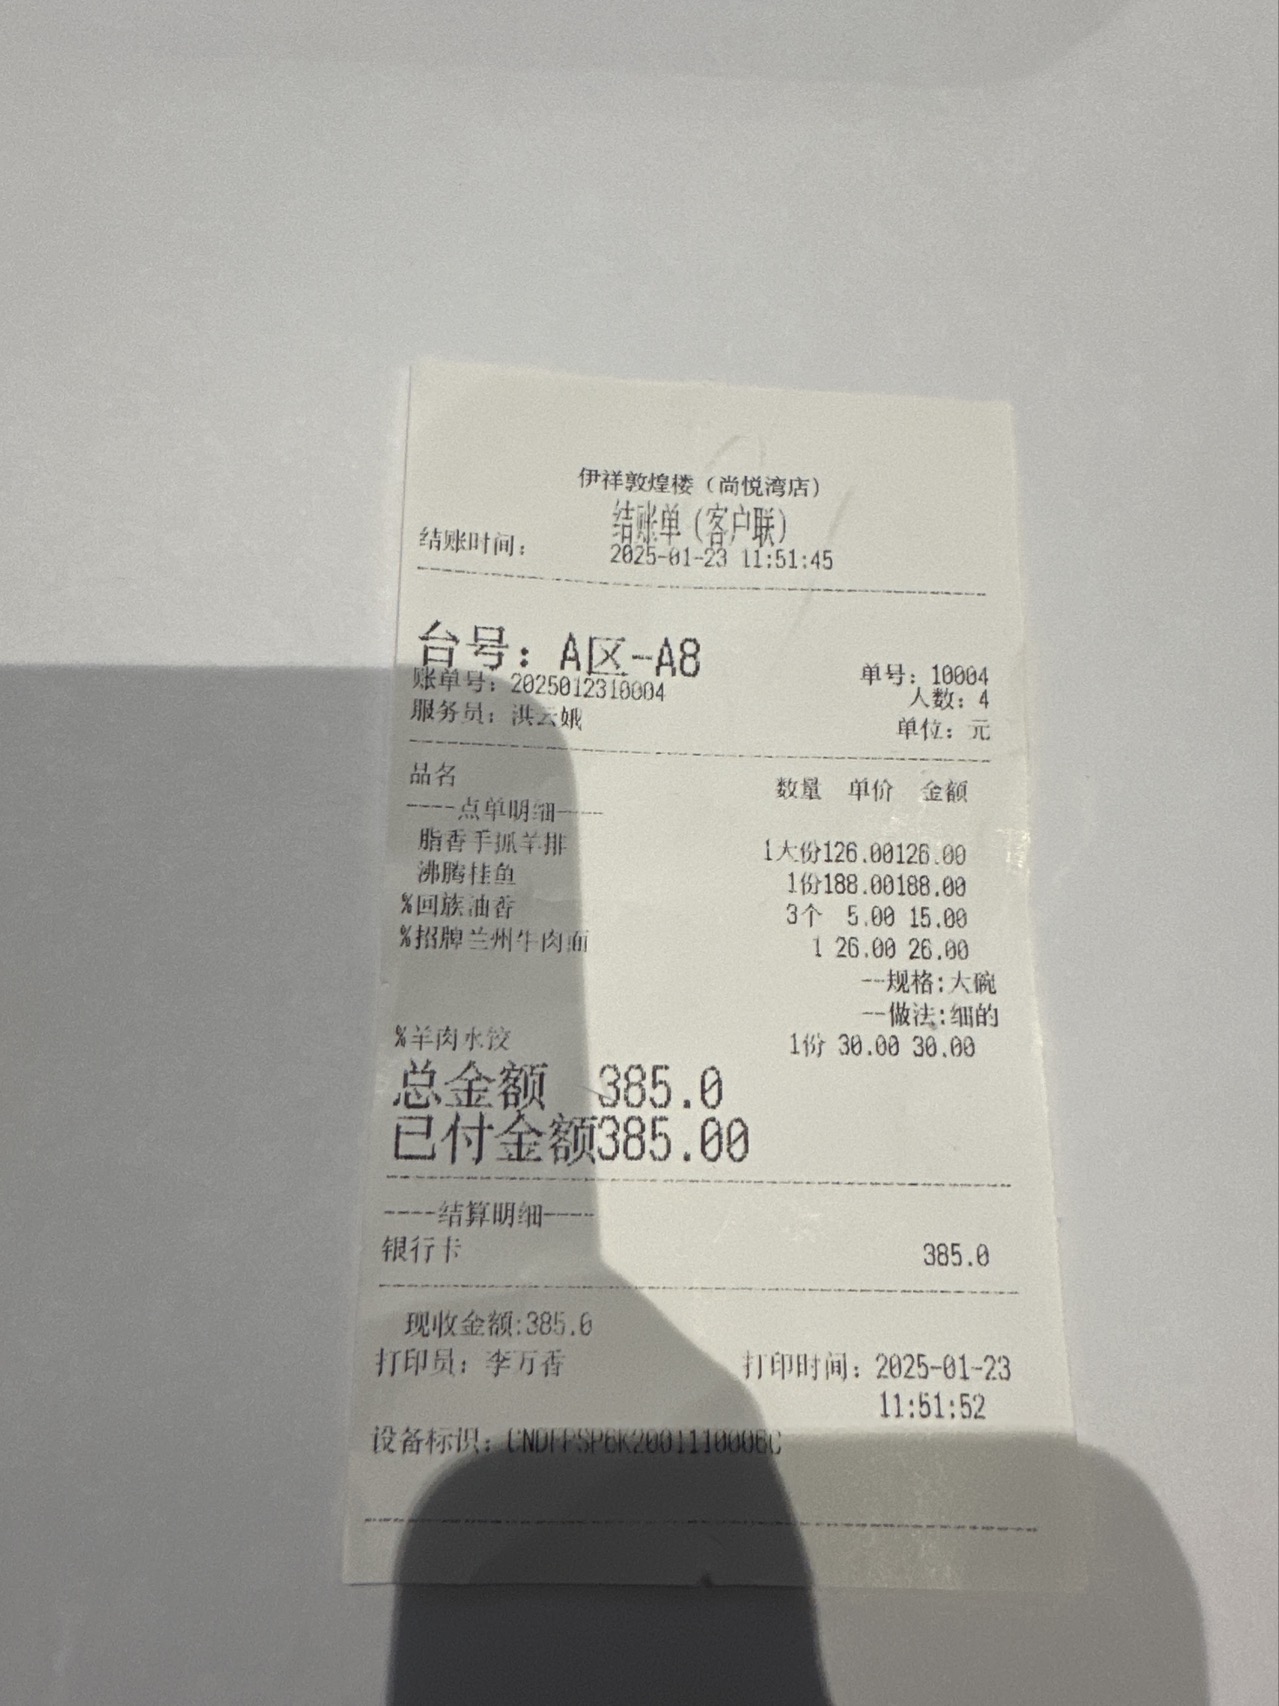 伊祥敦煌楼（尚悦湾店）
结账单（客户联）
结账时间： 2025-01-23 11:51:45
台号：A区-A8
单号：10004
账单号：2025012310004
人数：4
服务员：洪云娥 单位：元
品名 数量 单价 金额
----点单明细----
脂香手抓羊排 1大份126.00126.00
沸腾桂鱼 1份188.00188.00
%回族油香 3个 5.00 15.00
%招牌兰州牛肉面 1 26.00 26.00
--规格:大碗
--做法:细的
%羊肉水饺 1份 30.00 30.00
总金额 385.0
已付金额385.00
----结算明细----
银行卡 385.0
现收金额:385.0
打印员：李万香 打印时间：2025-01-23
11:51:52
设备标识：